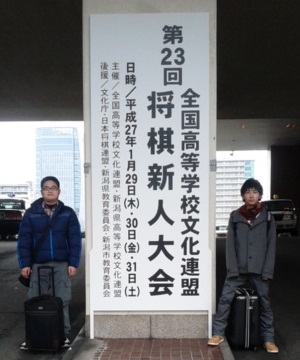 第23回
全国高等学校文化連盟
将棋新人大会
日時／平成27年1月29日(木)・30日(金)・31日(土)
主催／全国高等学校文化連盟・新潟県高等学校文化連盟
後援／文化庁・日本将棋連盟・新潟県教育委員会・新潟市教育委員会